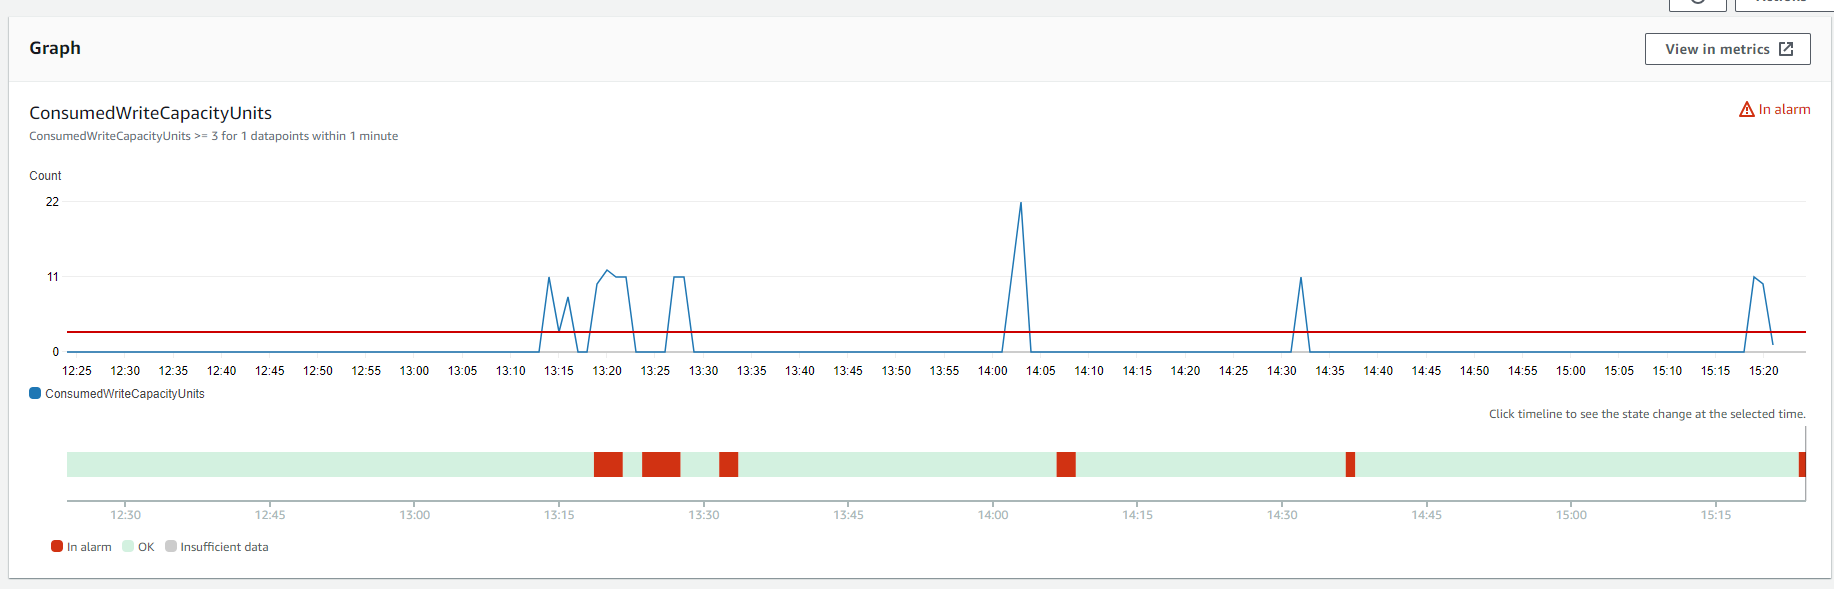 Graph
View in metrics
ConsumedWriteCapacityUnits
In alarm
ConsumedWriteCapacityUnits >= 3 for 1 datapoints within 1 minute
Count
22
11
0
12:25 12:30 12:35 12:40 12:45 12:50 12:55 13:00 13:05 13:10 13:15 13:20 13:25 13:30 13:35 13:40 13:45 13:50 13:55 14:00 14:05 14:10 14:15 14:20 14:25 14:30 14:35 14:40 14:45 14:50 14:55 15:00 15:05 15:10 15:15 15:20
ConsumedWriteCapacityUnits
Click timeline to see the state change at the selected time.
12:30 12:45 13:00 13:15 13:30 13:45 14:00 14:15 14:30 14:45 15:00 15:15
In alarm OK Insufficient data